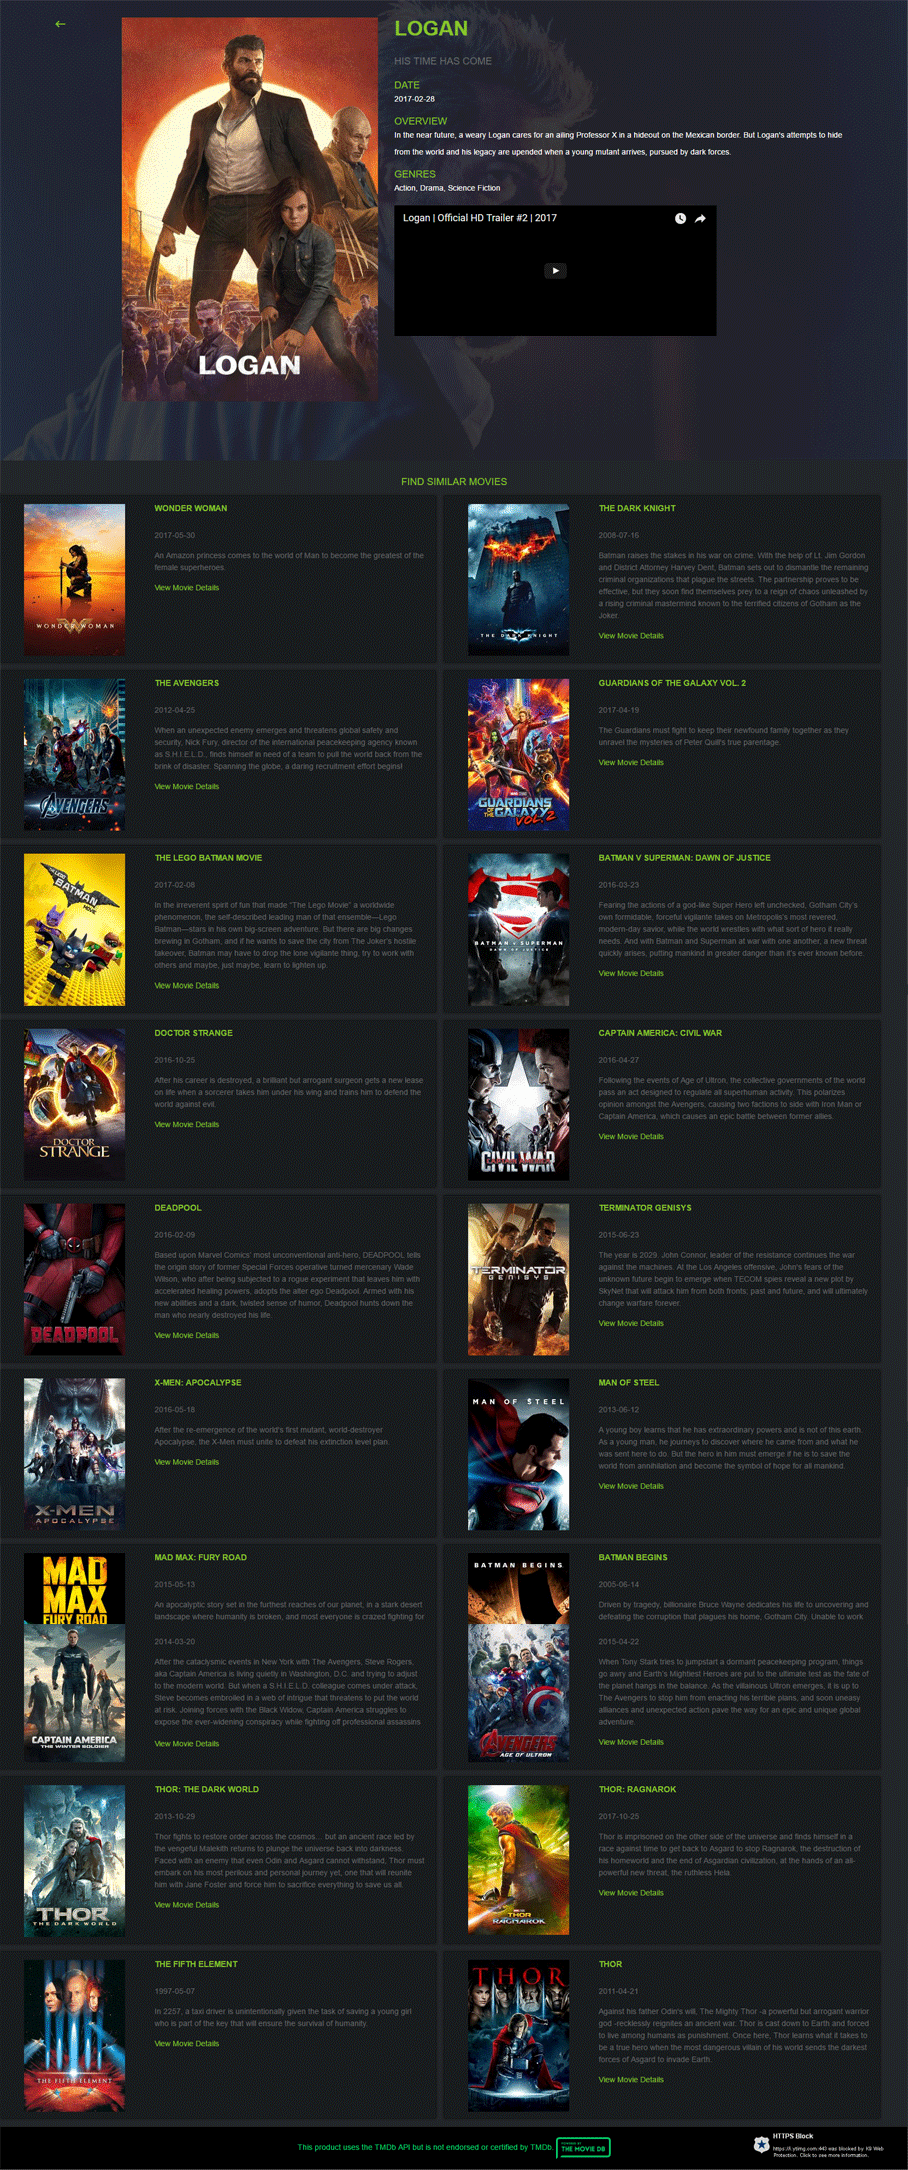 ←
LOGAN
HIS TIME HAS COME
DATE
2017-02-28
OVERVIEW
In the near future, a weary Logan cares for an ailing Professor X in a hideout on the Mexican border. But Logan's attempts to hide
from the world and his legacy are upended when a young mutant arrives, pursued by dark forces.
GENRES
Action, Drama, Science Fiction
Logan | Official HD Trailer #2 | 2017
LOGAN
FIND SIMILAR MOVIES
WONDER WOMAN
2017-05-30
An Amazon princess comes to the world of Man to become the greatest of the
female superheroes.
View Movie Details
WONDER WOMAN
THE DARK KNIGHT
2008-07-16
Batman raises the stakes in his war on crime. With the help of Lt. Jim Gordon
and District Attorney Harvey Dent, Batman sets out to dismantle the remaining
criminal organizations that plague the streets. The partnership proves to be
effective, but they soon find themselves prey to a reign of chaos unleashed by
a rising criminal mastermind known to the terrified citizens of Gotham as the
Joker.
View Movie Details
THE DARK KNIGHT
THE AVENGERS
2012-04-25
When an unexpected enemy emerges and threatens global safety and
security, Nick Fury, director of the international peacekeeping agency known
as S.H.I.E.L.D., finds himself in need of a team to pull the world back from the
brink of disaster. Spanning the globe, a daring recruitment effort begins!
View Movie Details
AVENGERS
GUARDIANS OF THE GALAXY VOL. 2
2017-04-19
The Guardians must fight to keep their newfound family together as they
unravel the mysteries of Peter Quill's true parentage.
View Movie Details
GUARDIANS
OF THE GALAXY
VOL. 2
THE LEGO BATMAN MOVIE
2017-02-08
In the irreverent spirit of fun that made "The Lego Movie" a worldwide
phenomenon, the self-described leading man of that ensemble—Lego
Batman—stars in his own big-screen adventure. But there are big changes
brewing in Gotham, and if he wants to save the city from The Joker's hostile
takeover, Batman may have to drop the lone vigilante thing, try to work with
others and maybe, just maybe, learn to lighten up.
View Movie Details
THE LEGO
BATMAN
MOVIE
BATMAN V SUPERMAN: DAWN OF JUSTICE
2016-03-23
Fearing the actions of a god-like Super Hero left unchecked, Gotham City's
own formidable, forceful vigilante takes on Metropolis's most revered,
modern-day savior, while the world wrestles with what sort of hero it really
needs. And with Batman and Superman at war with one another, a new threat
quickly arises, putting mankind in greater danger than it's ever known before.
View Movie Details
BATMAN v SUPERMAN
DAWN OF JUSTICE
DOCTOR STRANGE
2016-10-25
After his career is destroyed, a brilliant but arrogant surgeon gets a new lease
on life when a sorcerer takes him under his wing and trains him to defend the
world against evil.
View Movie Details
DOCTOR
STRANGE
CAPTAIN AMERICA: CIVIL WAR
2016-04-27
Following the events of Age of Ultron, the collective governments of the world
pass an act designed to regulate all superhuman activity. This polarizes
opinion amongst the Avengers, causing two factions to side with Iron Man or
Captain America, which causes an epic battle between former allies.
View Movie Details
CAPTAIN AMERICA
CIVIL WAR
DEADPOOL
2016-02-09
Based upon Marvel Comics' most unconventional anti-hero, DEADPOOL tells
the origin story of former Special Forces operative turned mercenary Wade
Wilson, who after being subjected to a rogue experiment that leaves him with
accelerated healing powers, adopts the alter ego Deadpool. Armed with his
new abilities and a dark, twisted sense of humor, Deadpool hunts down the
man who nearly destroyed his life.
View Movie Details
DEADPOOL
TERMINATOR GENISYS
2015-06-23
The year is 2029. John Connor, leader of the resistance continues the war
against the machines. At the Los Angeles offensive, John's fears of the
unknown future begin to emerge when TECOM spies reveal a new plot by
SkyNet that will attack him from both fronts; past and future, and will ultimately
change warfare forever.
View Movie Details
TERMINATOR
GENISYS
X-MEN: APOCALYPSE
2016-05-18
After the re-emergence of the world's first mutant, world-destroyer
Apocalypse, the X-Men must unite to defeat his extinction level plan.
View Movie Details
X-MEN
APOCALYPSE
MAN OF STEEL
2013-06-12
A young boy learns that he has extraordinary powers and is not of this earth.
As a young man, he journeys to discover where he came from and what he
was sent here to do. But the hero in him must emerge if he is to save the
world from annihilation and become the symbol of hope for all mankind.
View Movie Details
MAN OF STEEL
MAD MAX: FURY ROAD
2015-05-13
An apocalyptic story set in the furthest reaches of our planet, in a stark desert
landscape where humanity is broken, and most everyone is crazed fighting for
MAD
MAX
FURY ROAD
BATMAN BEGINS
2005-06-14
Driven by tragedy, billionaire Bruce Wayne dedicates his life to uncovering and
defeating the corruption that plagues his home, Gotham City. Unable to work
BATMAN BEGINS
2014-03-20
After the cataclysmic events in New York with The Avengers, Steve Rogers,
aka Captain America is living quietly in Washington, D.C. and trying to adjust
to the modern world. But when a S.H.I.E.L.D. colleague comes under attack,
Steve becomes embroiled in a web of intrigue that threatens to put the world
at risk. Joining forces with the Black Widow, Captain America struggles to
expose the ever-widening conspiracy while fighting off professional assassins
View Movie Details
CAPTAIN AMERICA
THE WINTER SOLDIER
2015-04-22
When Tony Stark tries to jumpstart a dormant peacekeeping program, things
go awry and Earth's Mightiest Heroes are put to the ultimate test as the fate of
the planet hangs in the balance. As the villainous Ultron emerges, it is up to
The Avengers to stop him from enacting his terrible plans, and soon uneasy
alliances and unexpected action pave the way for an epic and unique global
adventure.
View Movie Details
AVENGERS
AGE OF ULTRON
THOR: THE DARK WORLD
2013-10-29
Thor fights to restore order across the cosmos… but an ancient race led by
the vengeful Malekith returns to plunge the universe back into darkness.
Faced with an enemy that even Odin and Asgard cannot withstand, Thor must
embark on his most perilous and personal journey yet, one that will reunite
him with Jane Foster and force him to sacrifice everything to save us all.
View Movie Details
THOR
THE DARK WORLD
THOR: RAGNAROK
2017-10-25
Thor is imprisoned on the other side of the universe and finds himself in a
race against time to get back to Asgard to stop Ragnarok, the destruction of
his homeworld and the end of Asgardian civilization, at the hands of an all-
powerful new threat, the ruthless Hela.
View Movie Details
THOR
RAGNAROK
THE FIFTH ELEMENT
1997-05-07
In 2257, a taxi driver is unintentionally given the task of saving a young girl
who is part of the key that will ensure the survival of humanity.
View Movie Details
THE FIFTH ELEMENT
THOR
2011-04-21
Against his father Odin's will, The Mighty Thor -a powerful but arrogant warrior
god -recklessly reignites an ancient war. Thor is cast down to Earth and forced
to live among humans as punishment. Once here, Thor learns what it takes to
be a true hero when the most dangerous villain of his world sends the darkest
forces of Asgard to invade Earth.
View Movie Details
THOR
This product uses the TMDb API but is not endorsed or certified by TMDb.
POWERED BY
THE MOVIE DB
HTTPS Block
https://i.ytimg.com:443 was blocked by K9 Web
Protection. Click to see more information.